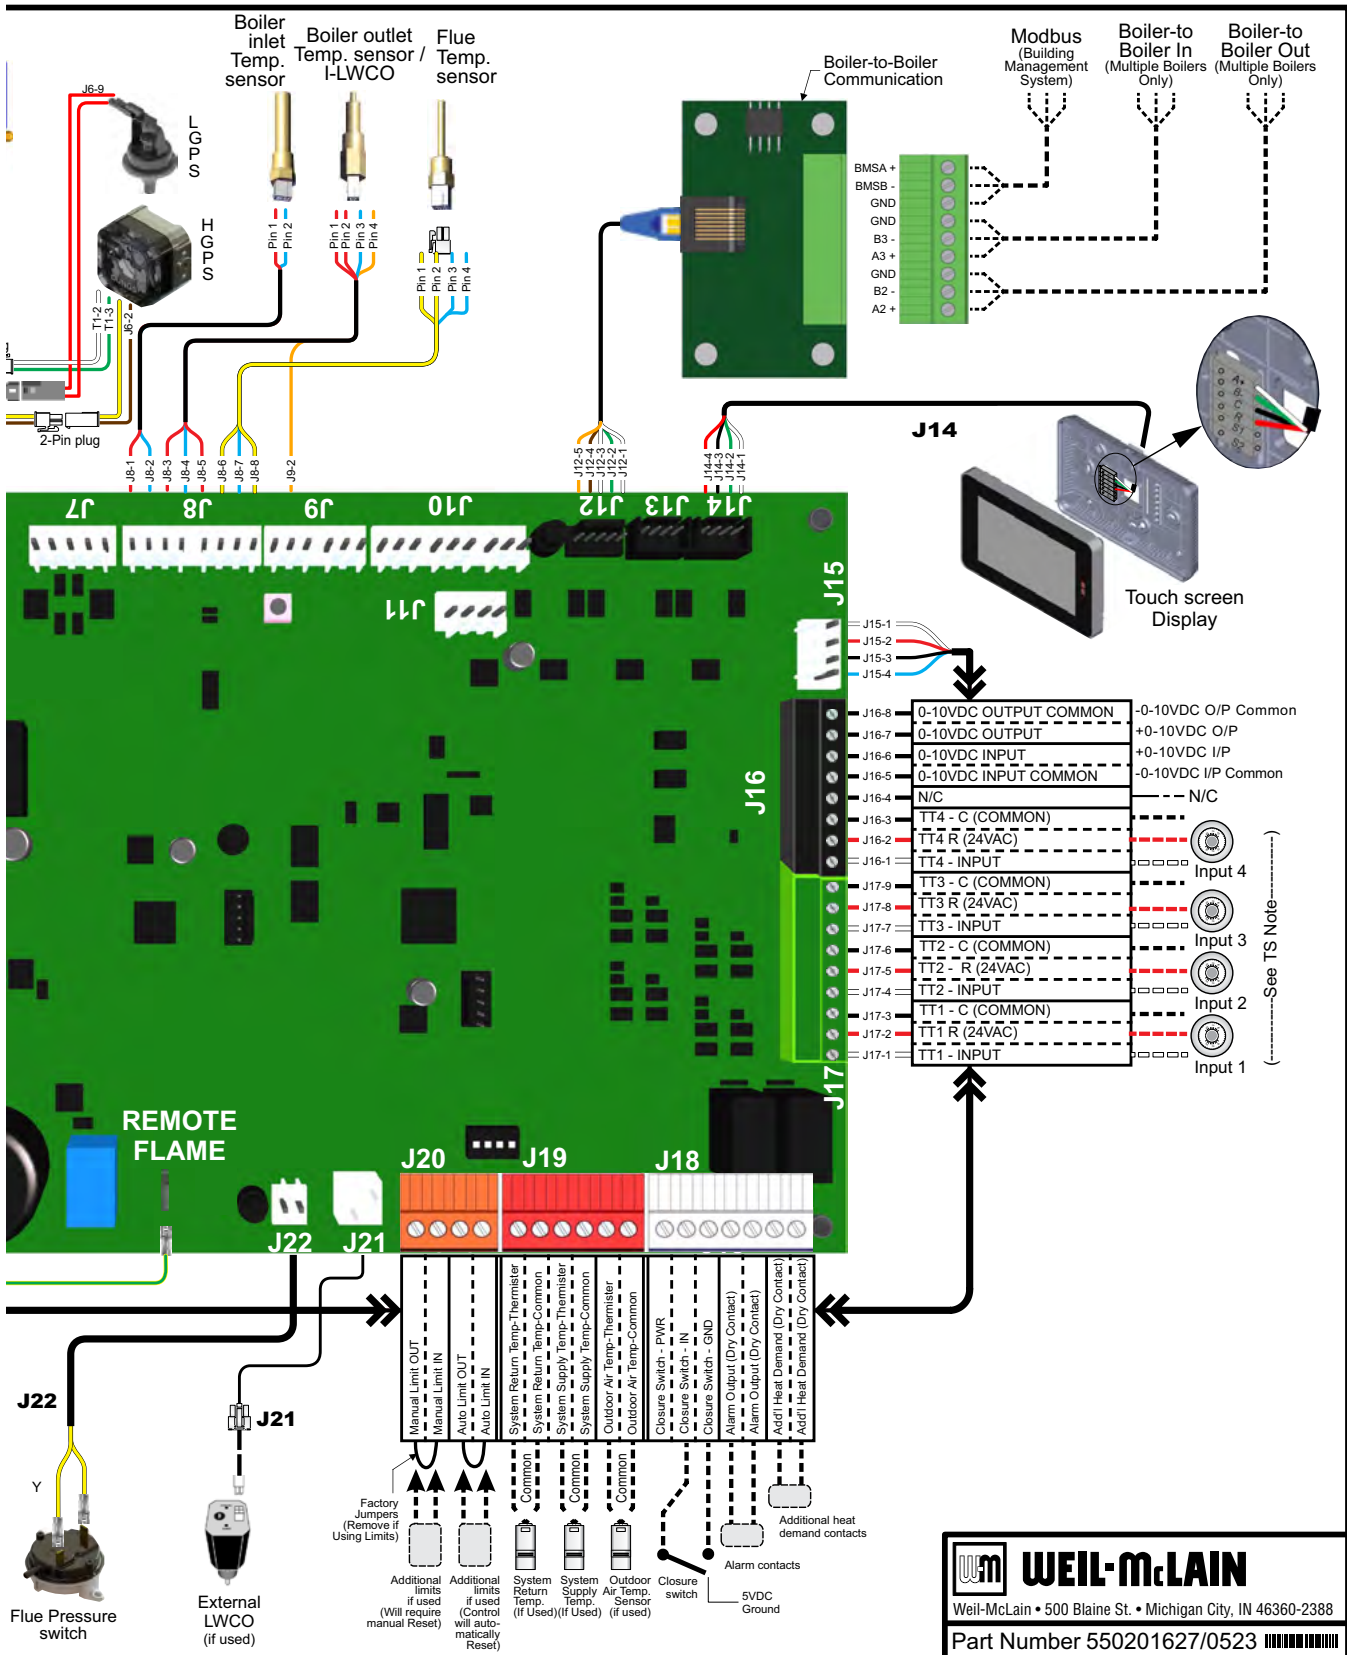 Boiler
inlet
Temp.
sensor
Boiler outlet
Temp. sensor /
I-LWCO
Flue
Temp.
sensor
Boiler-to-Boiler
Communication
Modbus
(Building
Management
System)
Boiler-to
Boiler In
(Multiple Boilers
Only)
Boiler-to
Boiler Out
(Multiple Boilers
Only)
J6-9
LGPS
HGPS
T1-2
T1-3
J6-2
2-Pin plug
Pin 1
Pin 2
Pin 1
Pin 2
Pin 3
Pin 4
Pin 1
Pin 2
Pin 3
Pin 4
BMSA +
BMSB -
GND
GND
B3 -
A3 +
GND
B2 -
A2 +
A+
B-
C
R
S1
S2
J14
Touch screen
Display
J8-1
J8-2
J8-3
J8-4
J8-5
J8-6
J8-7
J8-8
J9-2
J12-5
J12-4
J12-3
J12-2
J12-1
J14-4
J14-3
J14-2
J14-1
J7
J8
J9
J10
J12
J13
J14
J11
J15
J15-1
J15-2
J15-3
J15-4
J16
J16-8 0-10VDC OUTPUT COMMON -0-10VDC O/P Common
J16-7 0-10VDC OUTPUT +0-10VDC O/P
J16-6 0-10VDC INPUT +0-10VDC I/P
J16-5 0-10VDC INPUT COMMON -0-10VDC I/P Common
J16-4 N/C N/C
J16-3 TT4 - C (COMMON)
J16-2 TT4 R (24VAC)
J16-1 TT4 - INPUT
Input 4
J17-9 TT3 - C (COMMON)
J17-8 TT3 R (24VAC)
J17-7 TT3 - INPUT
Input 3
J17-6 TT2 - C (COMMON)
J17-5 TT2 - R (24VAC)
J17-4 TT2 - INPUT
Input 2
J17-3 TT1 - C (COMMON)
J17-2 TT1 R (24VAC)
J17-1 TT1 - INPUT
Input 1
See TS Note
J17
REMOTE
FLAME
J20
J19
J18
J22
J21
Manual Limit OUT
Manual Limit IN
Auto Limit OUT
Auto Limit IN
System Return Temp-Thermister
System Return Temp-Common
System Supply Temp-Thermister
System Supply Temp-Common
Outdoor Air Temp-Thermister
Outdoor Air Temp-Common
Closure Switch - PWR
Closure Switch - IN
Closure Switch - GND
Alarm Output (Dry Contact)
Alarm Output (Dry Contact)
Add'l Heat Demand (Dry Contact)
Add'l Heat Demand (Dry Contact)
J22
J21
Y
Flue Pressure
switch
External
LWCO
(if used)
Factory
Jumpers
(Remove if
Using Limits)
Additional
limits
if used
(Will require
manual Reset)
Additional
limits
if used
(Control
will auto-
matically
Reset)
Common
Common
Common
System
Return
Temp.
(If Used)
System
Supply
Temp.
(If Used)
Outdoor
Air Temp.
Sensor
(if used)
Closure
switch
5VDC
Ground
Alarm contacts
Additional heat
demand contacts
WM WEIL-McLAIN
Weil-McLain • 500 Blaine St. • Michigan City, IN 46360-2388
Part Number 550201627/0523